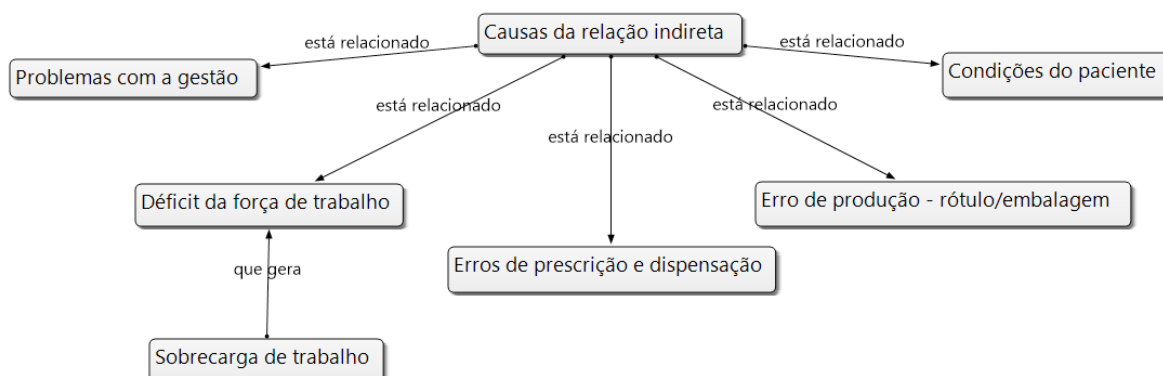 Causas da relação indireta
está relacionado
está relacionado
Problemas com a gestão
Condições do paciente
está relacionado
está relacionado
está relacionado
Déficit da força de trabalho
Erro de produção - rótulo/embalagem
que gera
Erros de prescrição e dispensação
Sobrecarga de trabalho